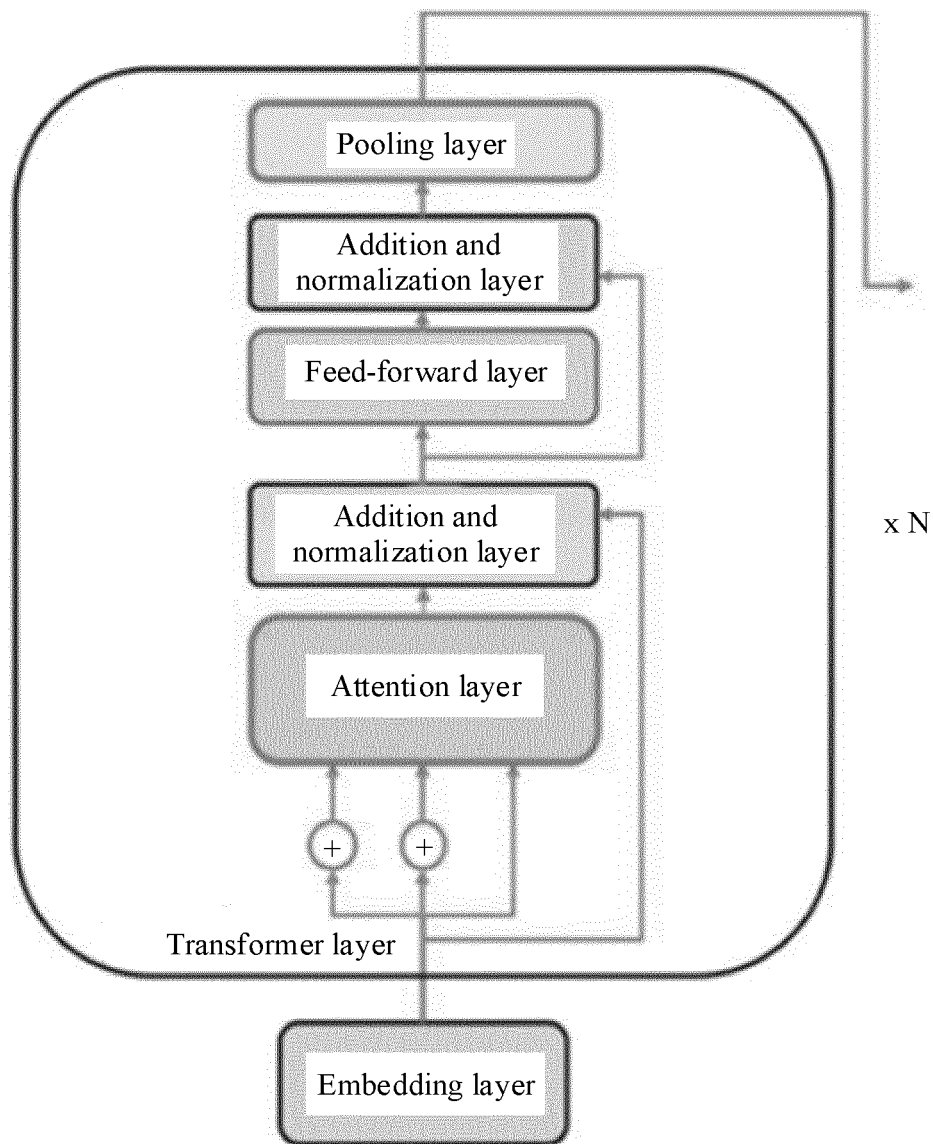 Pooling layer
Addition and
normalization layer
Feed-forward layer
Addition and
normalization layer
x N
Attention layer
+
+
Transformer layer
Embedding layer